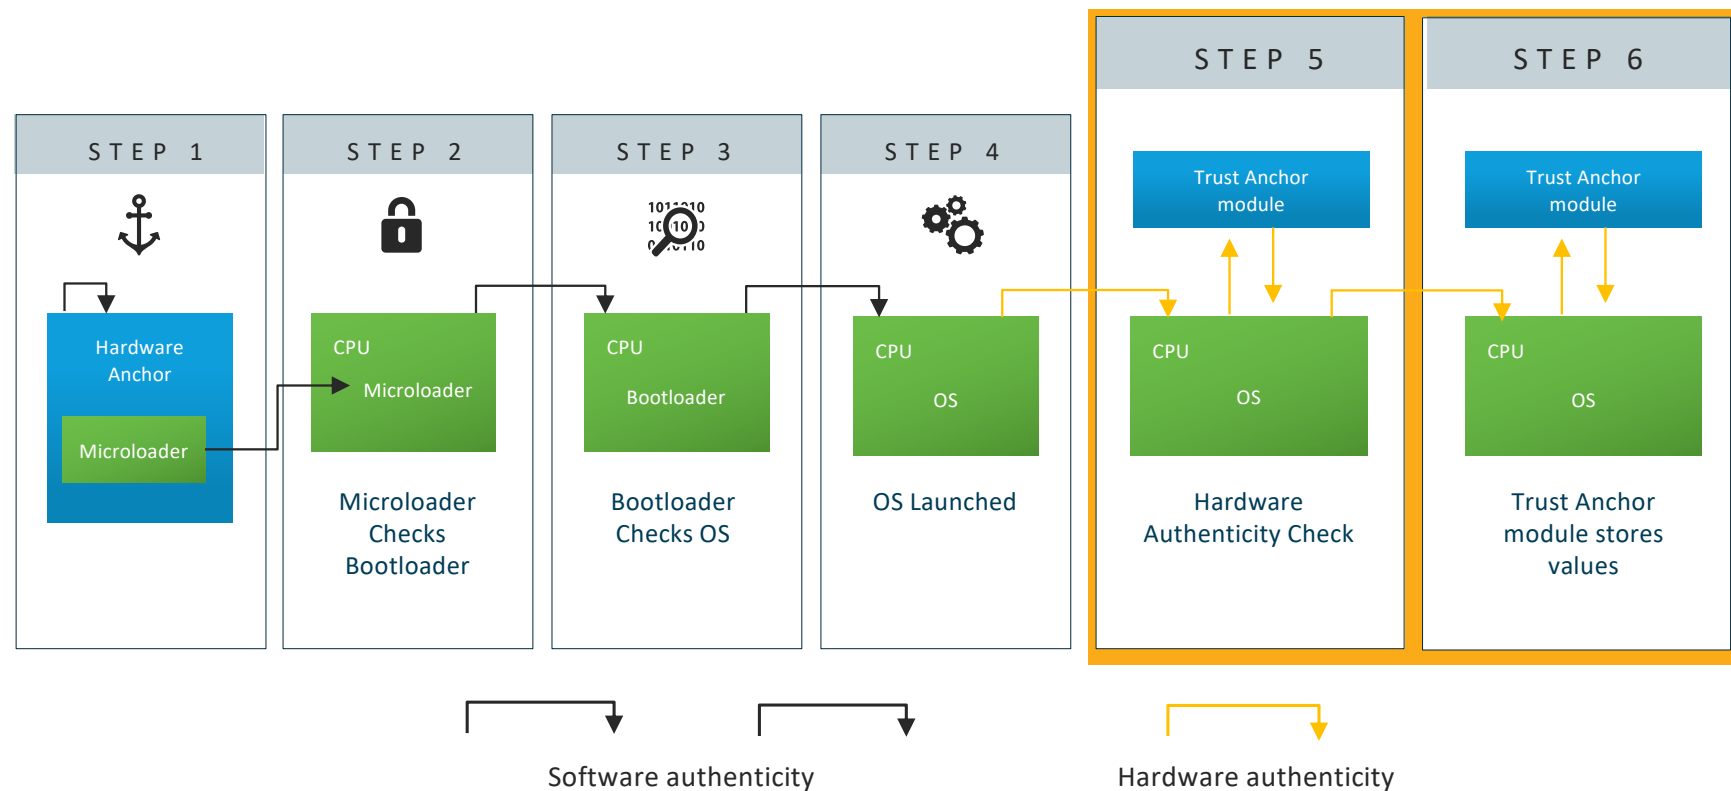 STEP 1
Hardware
Anchor
Microloader
STEP 2
CPU
Microloader
Microloader
Checks
Bootloader
STEP 3
CPU
Bootloader
Bootloader
Checks OS
STEP 4
CPU
OS
OS Launched
STEP 5
Trust Anchor
module
CPU
OS
Hardware
Authenticity Check
STEP 6
Trust Anchor
module
CPU
OS
Trust Anchor
module stores
values
Software authenticity
Hardware authenticity